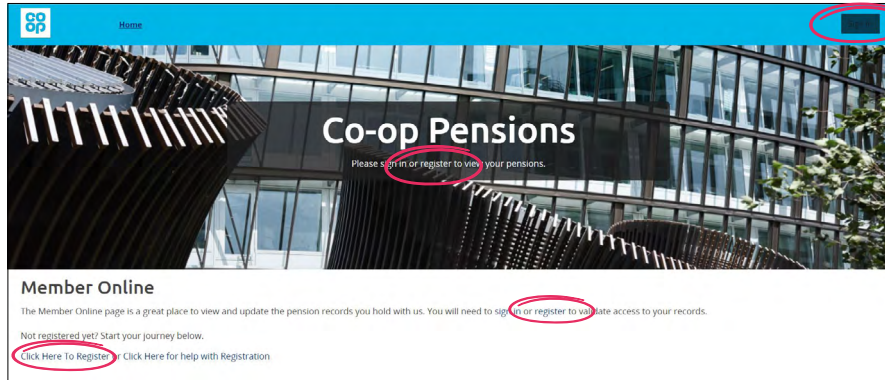 CO
OP
Home
Co-op Pensions
Please sign in or register to view your pensions.
Member Online
The Member Online page is a great place to view and update the pension records you hold with us. You will need to sign in or register to validate access to your records.
Not registered yet? Start your journey below.
Click Here To Register or Click Here for help with Registration